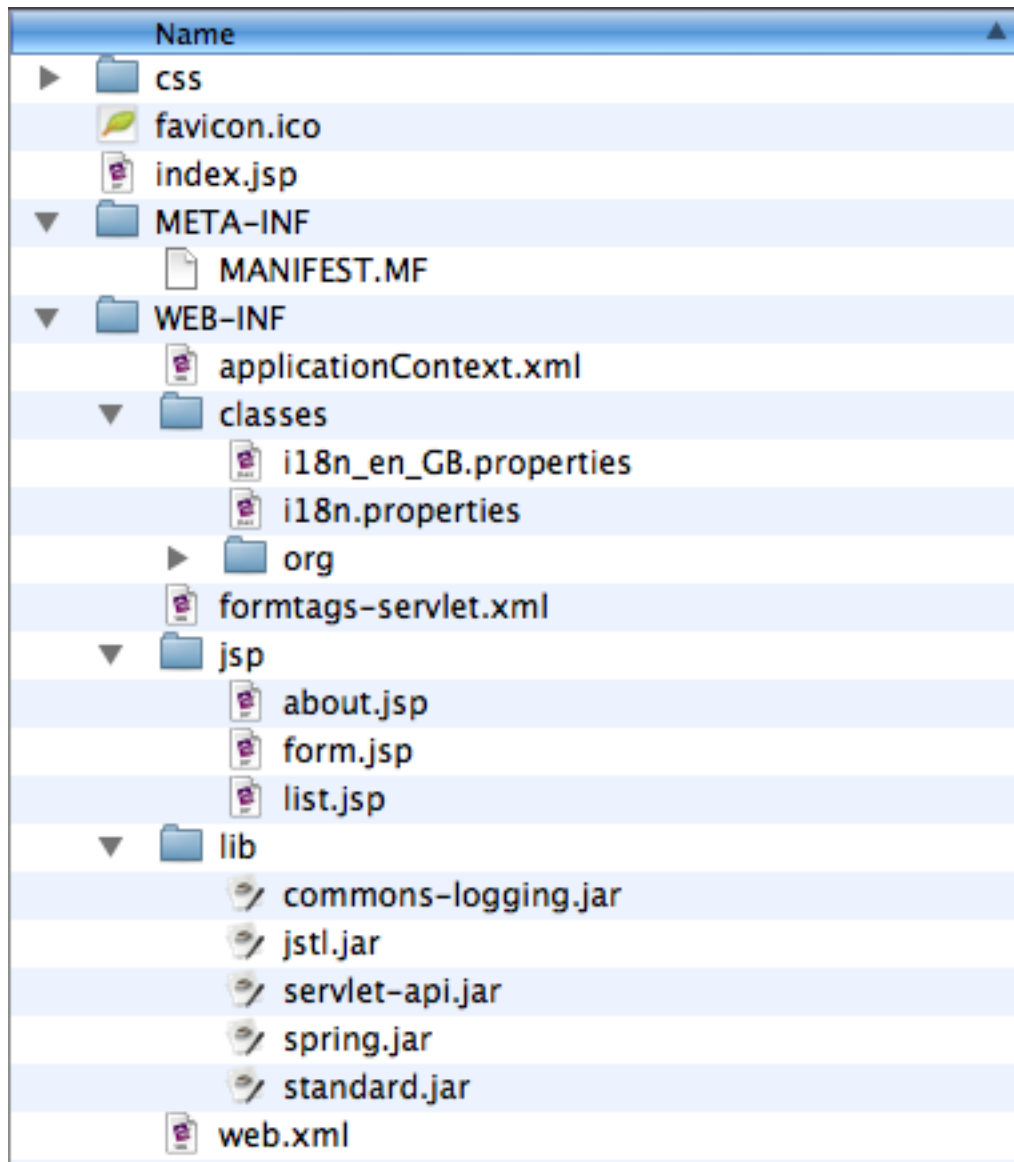 Name
css
favicon.ico
index.jsp
META-INF
MANIFEST.MF
WEB-INF
applicationContext.xml
classes
i18n_en_GB.properties
i18n.properties
org
formtags-servlet.xml
jsp
about.jsp
form.jsp
list.jsp
lib
commons-logging.jar
jstl.jar
servlet-api.jar
spring.jar
standard.jar
web.xml